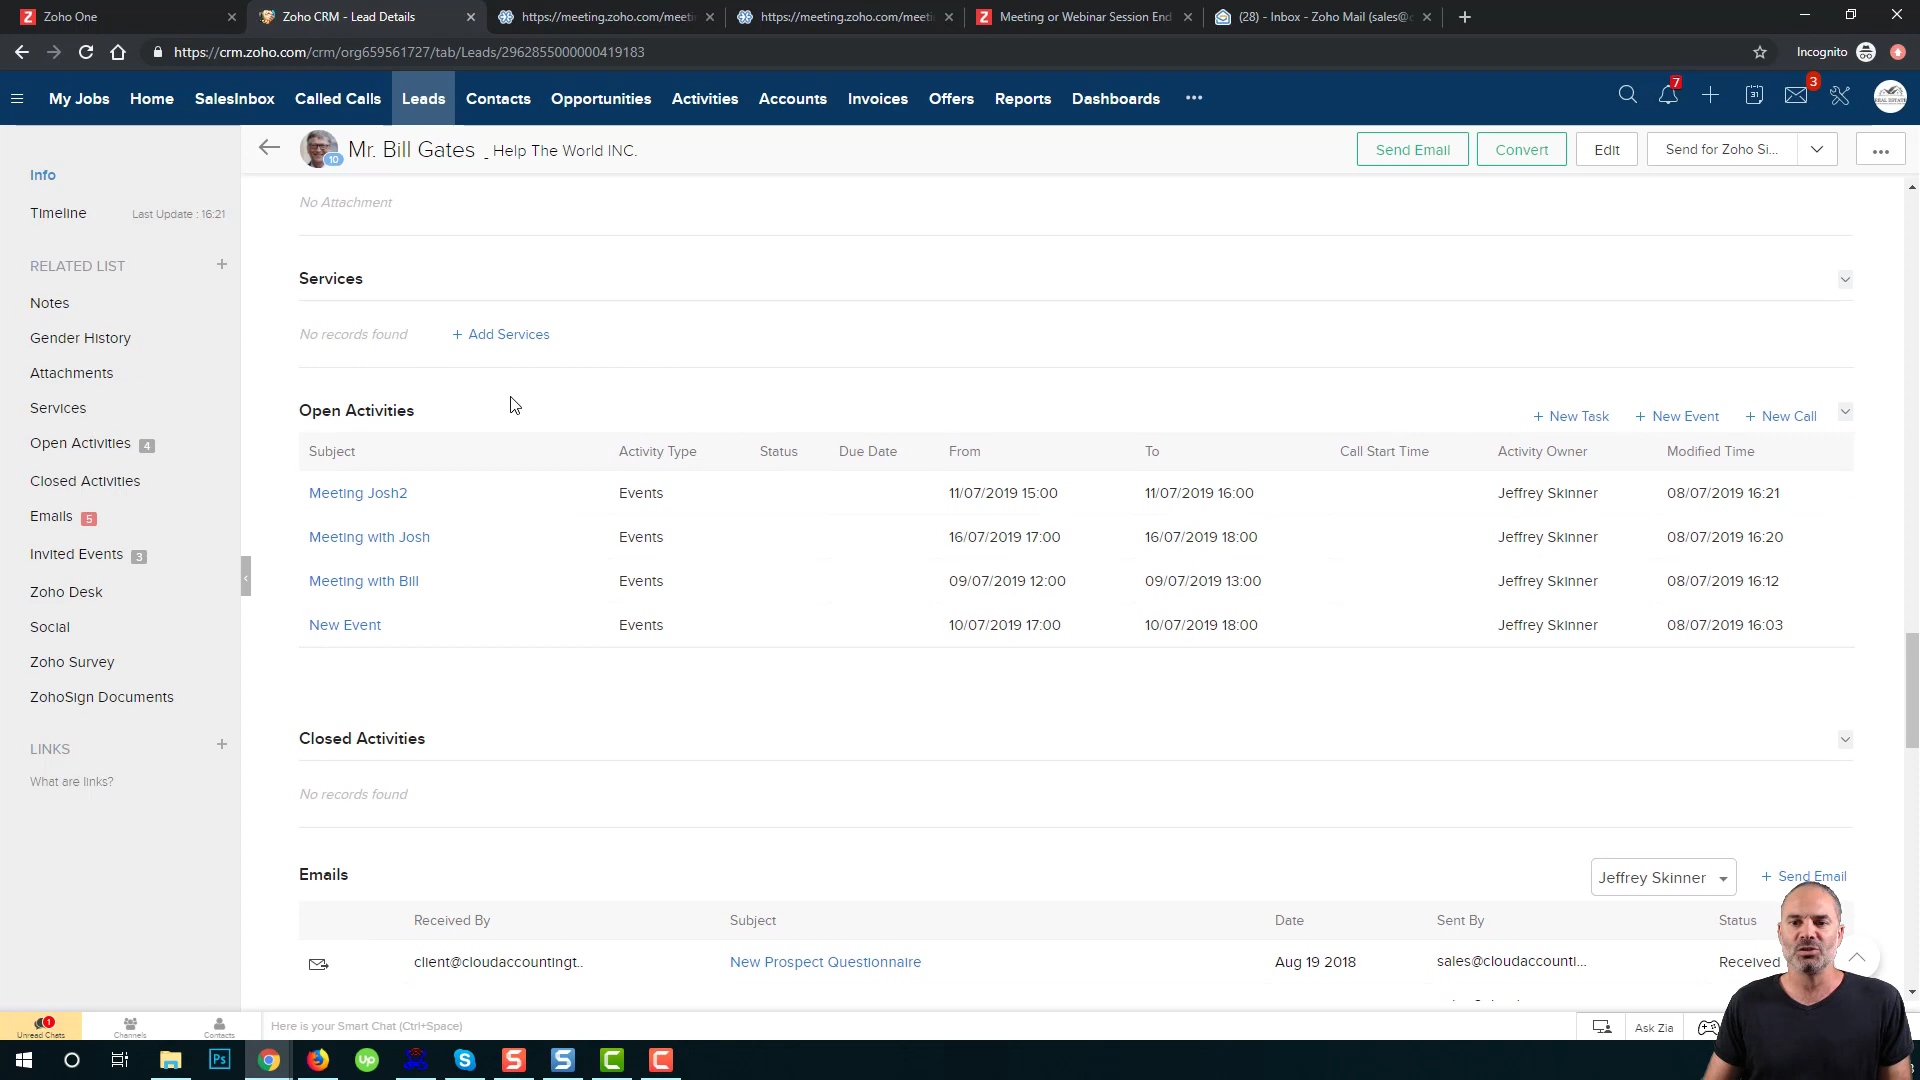 Zoho One
Zoho CRM - Lead Details
https://meeting.zoho.com/meeti
https://meeting.zoho.com/meeti
Meeting or Webinar Session End
(28) - Inbox - Zoho Mail (sales@c
https://crm.zoho.com/crm/org659561727/tab/Leads/2962855000000419183
Incognito
My Jobs Home SalesInbox Called Calls Leads Contacts Opportunities Activities Accounts Invoices Offers Reports Dashboards ••• 7 31 3 REAL ESTATE
10 Mr. Bill Gates - Help The World INC. Send Email Convert Edit Send for Zoho Si... •••
Info
Timeline Last Update : 16:21
RELATED LIST +
Notes
Gender History
Attachments
Services
Open Activities 4
Closed Activities
Emails 5
Invited Events 3
Zoho Desk
Social
Zoho Survey
ZohoSign Documents
LINKS +
What are links?
No Attachment
Services
No records found + Add Services
Open Activities + New Task + New Event + New Call
Subject Activity Type Status Due Date From To Call Start Time Activity Owner Modified Time
Meeting Josh2 Events 11/07/2019 15:00 11/07/2019 16:00 Jeffrey Skinner 08/07/2019 16:21
Meeting with Josh Events 16/07/2019 17:00 16/07/2019 18:00 Jeffrey Skinner 08/07/2019 16:20
Meeting with Bill Events 09/07/2019 12:00 09/07/2019 13:00 Jeffrey Skinner 08/07/2019 16:12
New Event Events 10/07/2019 17:00 10/07/2019 18:00 Jeffrey Skinner 08/07/2019 16:03
Closed Activities
No records found
Emails Jeffrey Skinner + Send Email
Received By Subject Date Sent By Status
client@cloudaccountingt.. New Prospect Questionnaire Aug 19 2018 sales@cloudaccounti... Received
1
Unread Chats Channels Contacts Here is your Smart Chat (Ctrl+Space) Ask Zia
Ps Up S S S C C